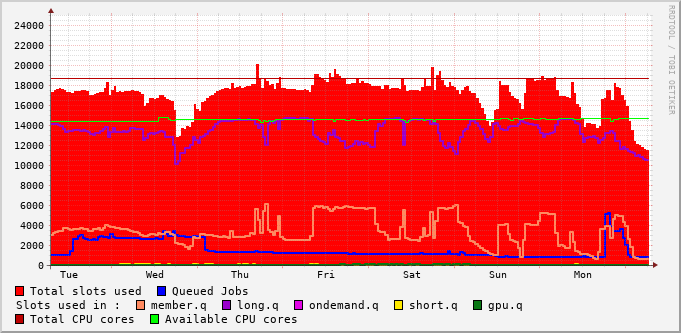 RRDTOOL / TOBI OETIKER
24000
22000
20000
18000
16000
14000
12000
10000
8000
6000
4000
2000
0
Tue Wed Thu Fri Sat Sun Mon
Total slots used Queued Jobs
Slots used in : member.q long.q ondemand.q short.q gpu.q
Total CPU cores Available CPU cores